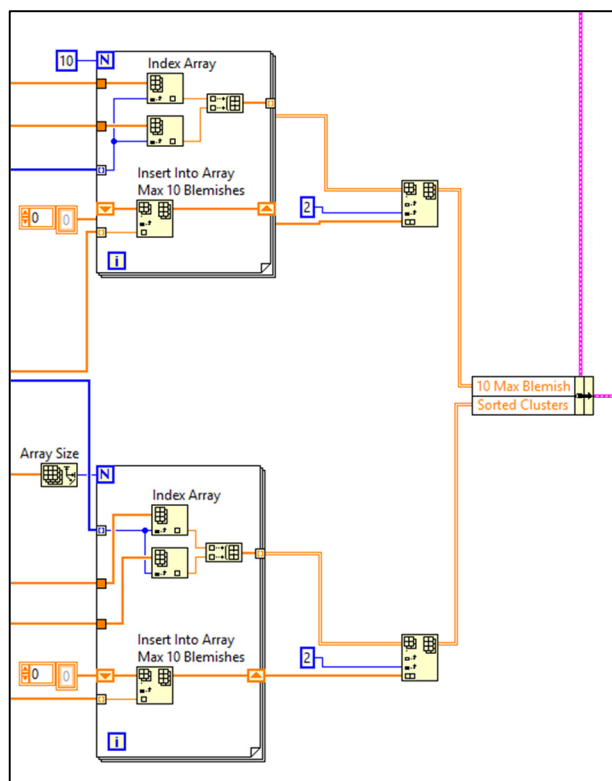 10
N
Index Array
Insert Into Array
Max 10 Blemishes
0
0
i
2
10 Max Blemish
Sorted Clusters
Array Size
N
Index Array
Insert Into Array
Max 10 Blemishes
0
0
i
2